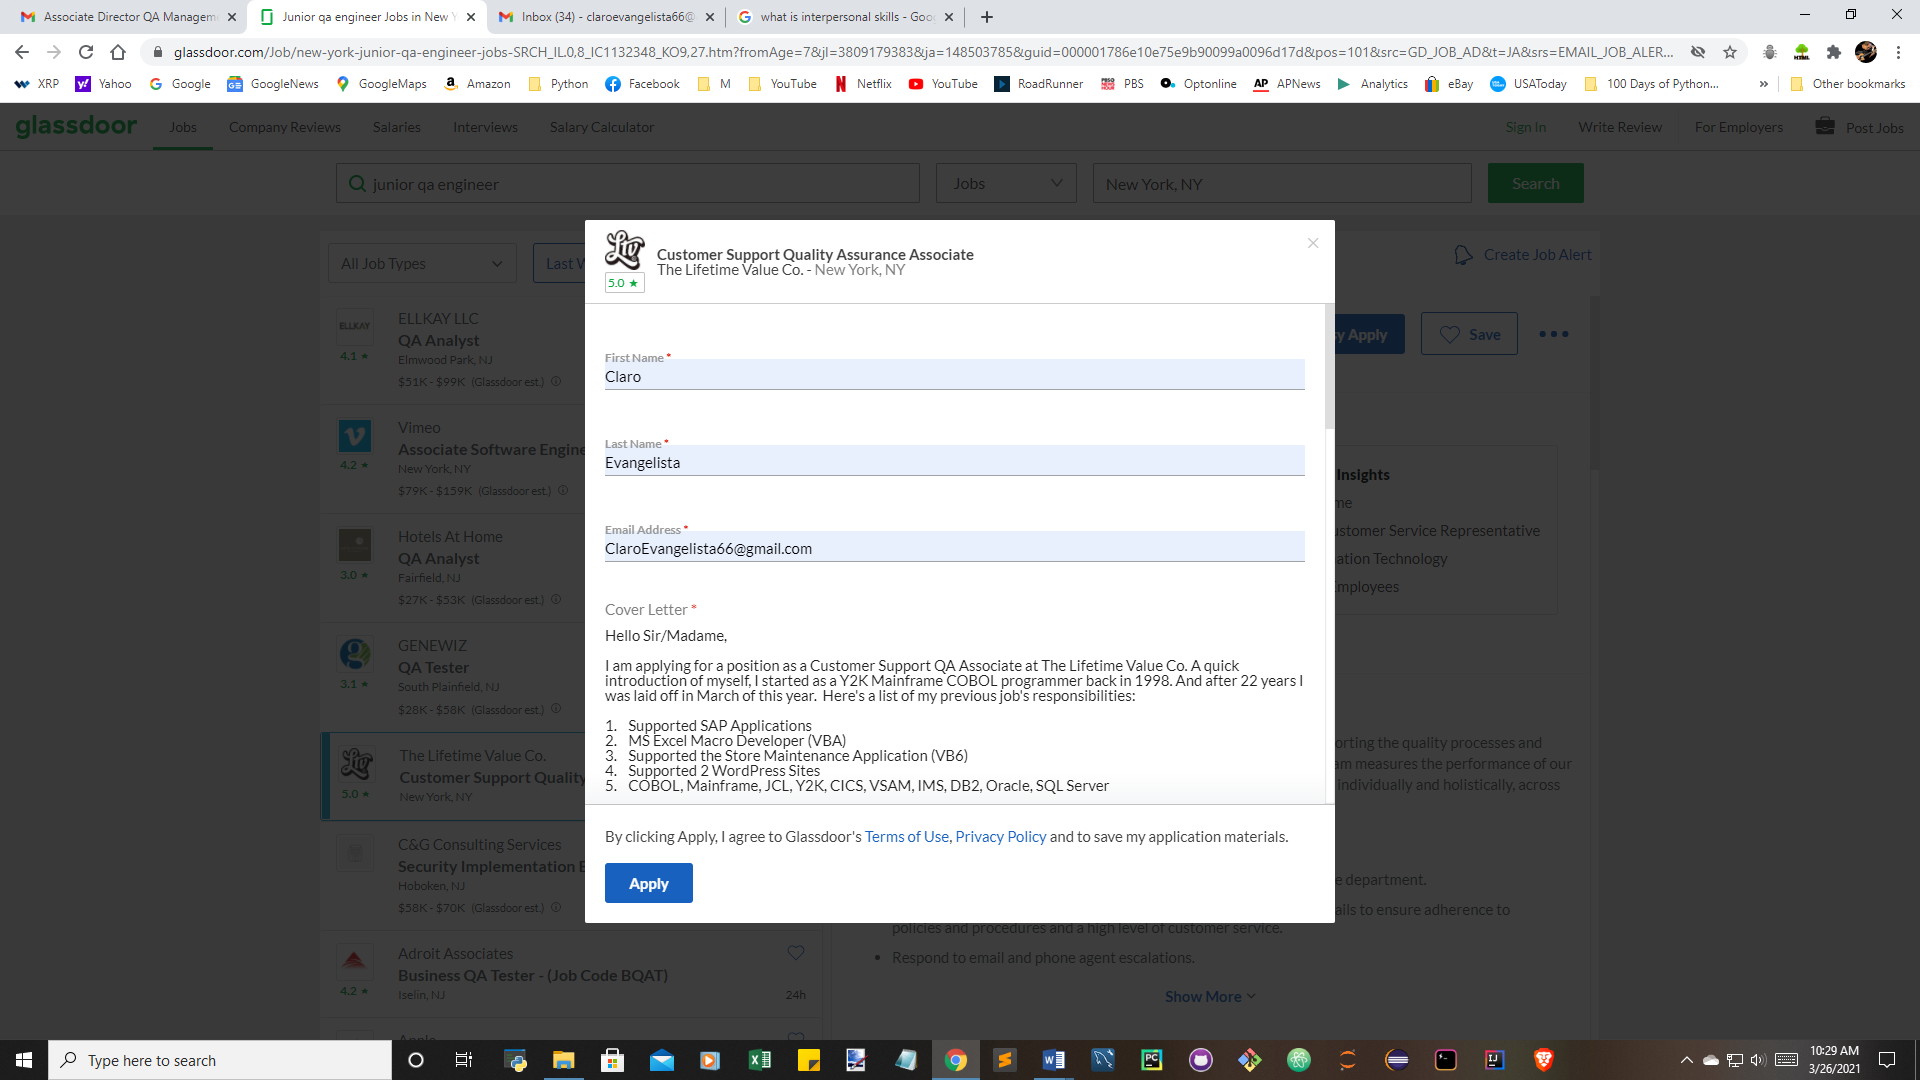 Associate Director QA Managem
Junior qa engineer Jobs in New Y
Inbox (34) - claroevangelista66@
what is interpersonal skills - Goo
glassdoor.com/Job/new-york-junior-qa-engineer-jobs-SRCH_IL.0,8_IC1132348_KO9,27.htm?fromAge=7&jl=3809179383&ja=148503785&guid=000001786e10e75e9b90099a0096d17d&pos=101&src=GD_JOB_AD&t=JA&srs=EMAIL_JOB_ALER...
XRP Yahoo Google GoogleNews GoogleMaps Amazon Python Facebook M YouTube Netflix YouTube RoadRunner PBS Optonline APNews Analytics eBay USAToday 100 Days of Python... » Other bookmarks
glassdoor Jobs Company Reviews Salaries Interviews Salary Calculator Sign In Write Review For Employers Post Jobs
junior qa engineer Jobs New York, NY Search
All Job Types Last W Create Job Alert
ELLKAY
4.1 ★
ELLKAY LLC
QA Analyst
Elmwood Park, NJ
$51K - $99K (Glassdoor est.)
4.2 ★
Vimeo
Associate Software Engine
New York, NY
$79K - $159K (Glassdoor est.)
3.0 ★
Hotels At Home
QA Analyst
Fairfield, NJ
$27K - $53K (Glassdoor est.)
3.1 ★
GENEWIZ
QA Tester
South Plainfield, NJ
$28K - $58K (Glassdoor est.)
Liv
5.0 ★
The Lifetime Value Co.
Customer Support Quality
New York, NY
C&G Consulting Services
Security Implementation E
Hoboken, NJ
$58K - $70K (Glassdoor est.)
4.2 ★
Adroit Associates
Business QA Tester - (Job Code BQAT)
Iselin, NJ
24h
Apple
Liv
5.0 ★
Customer Support Quality Assurance Associate
The Lifetime Value Co. - New York, NY
First Name *
Claro
Last Name *
Evangelista
Email Address *
ClaroEvangelista66@gmail.com
Cover Letter *
Hello Sir/Madame,
I am applying for a position as a Customer Support QA Associate at The Lifetime Value Co. A quick
introduction of myself, I started as a Y2K Mainframe COBOL programmer back in 1998. And after 22 years I
was laid off in March of this year. Here's a list of my previous job's responsibilities:
1. Supported SAP Applications
2. MS Excel Macro Developer (VBA)
3. Supported the Store Maintenance Application (VB6)
4. Supported 2 WordPress Sites
5. COBOL, Mainframe, JCL, Y2K, CICS, VSAM, IMS, DB2, Oracle, SQL Server
By clicking Apply, I agree to Glassdoor's Terms of Use, Privacy Policy and to save my application materials.
Apply
y Apply Save
Insights
me
ustomer Service Representative
ation Technology
mployees
orting the quality processes and
am measures the performance of our
individually and holistically, across
e department.
ails to ensure adherence to
policies and procedures and a high level of customer service.
• Respond to email and phone agent escalations.
Show More
Type here to search
10:29 AM
3/26/2021